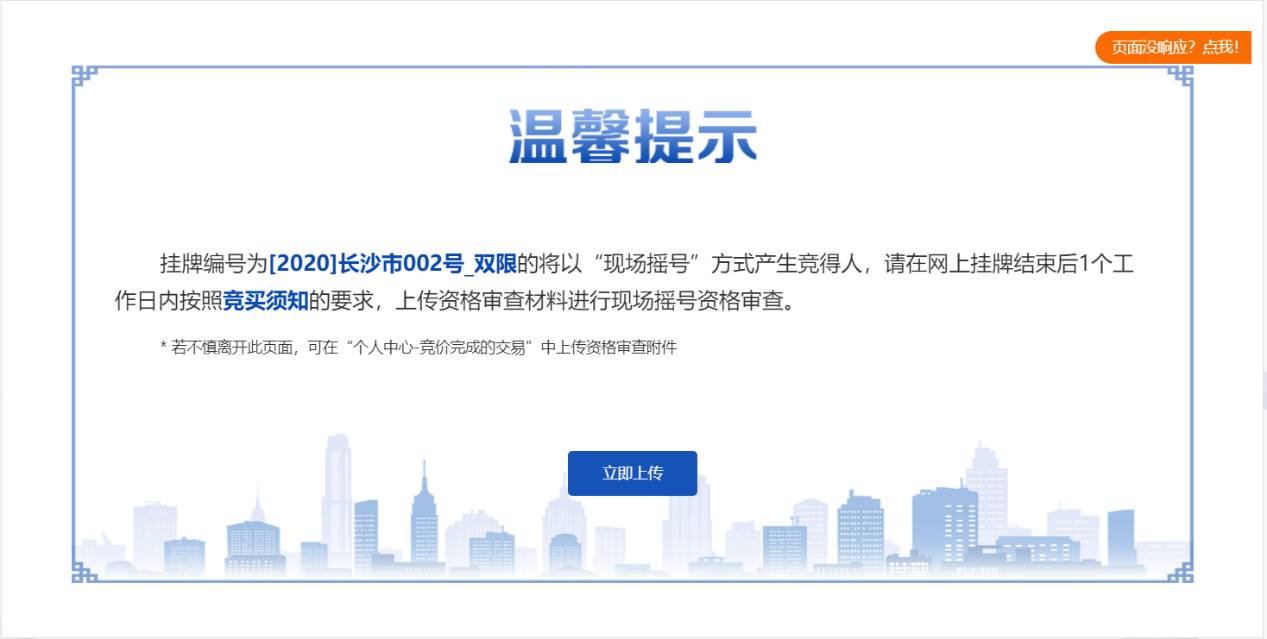 页面没响应？点我！
温馨提示
挂牌编号为[2020]长沙市002号_双限的将以“现场摇号”方式产生竞得人，请在网上挂牌结束后1个工
作日内按照竞买须知的要求，上传资格审查材料进行现场摇号资格审查。
* 若不慎离开此页面，可在“个人中心-竞价完成的交易”中上传资格审查附件
立即上传